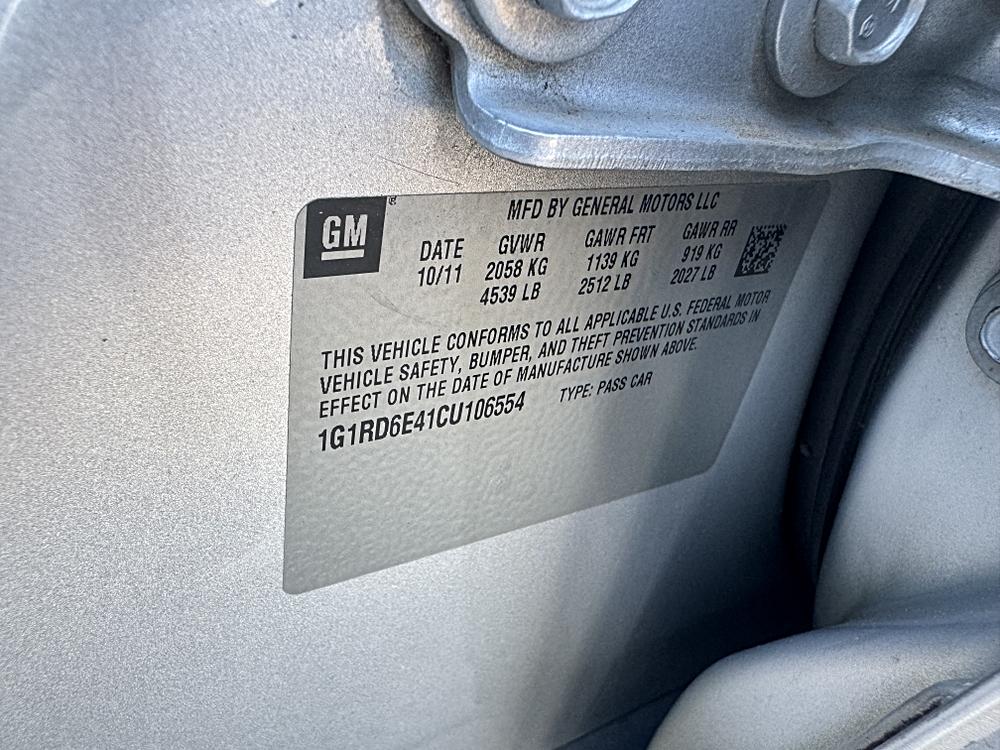 GM®
MFD BY GENERAL MOTORS LLC
DATE GVWR GAWR FRT GAWR RR
10/11 2058 KG 1139 KG 919 KG
4539 LB 2512 LB 2027 LB
THIS VEHICLE CONFORMS TO ALL APPLICABLE U.S. FEDERAL MOTOR
VEHICLE SAFETY, BUMPER, AND THEFT PREVENTION STANDARDS IN
EFFECT ON THE DATE OF MANUFACTURE SHOWN ABOVE.
1G1RD6E41CU106554 TYPE: PASS CAR